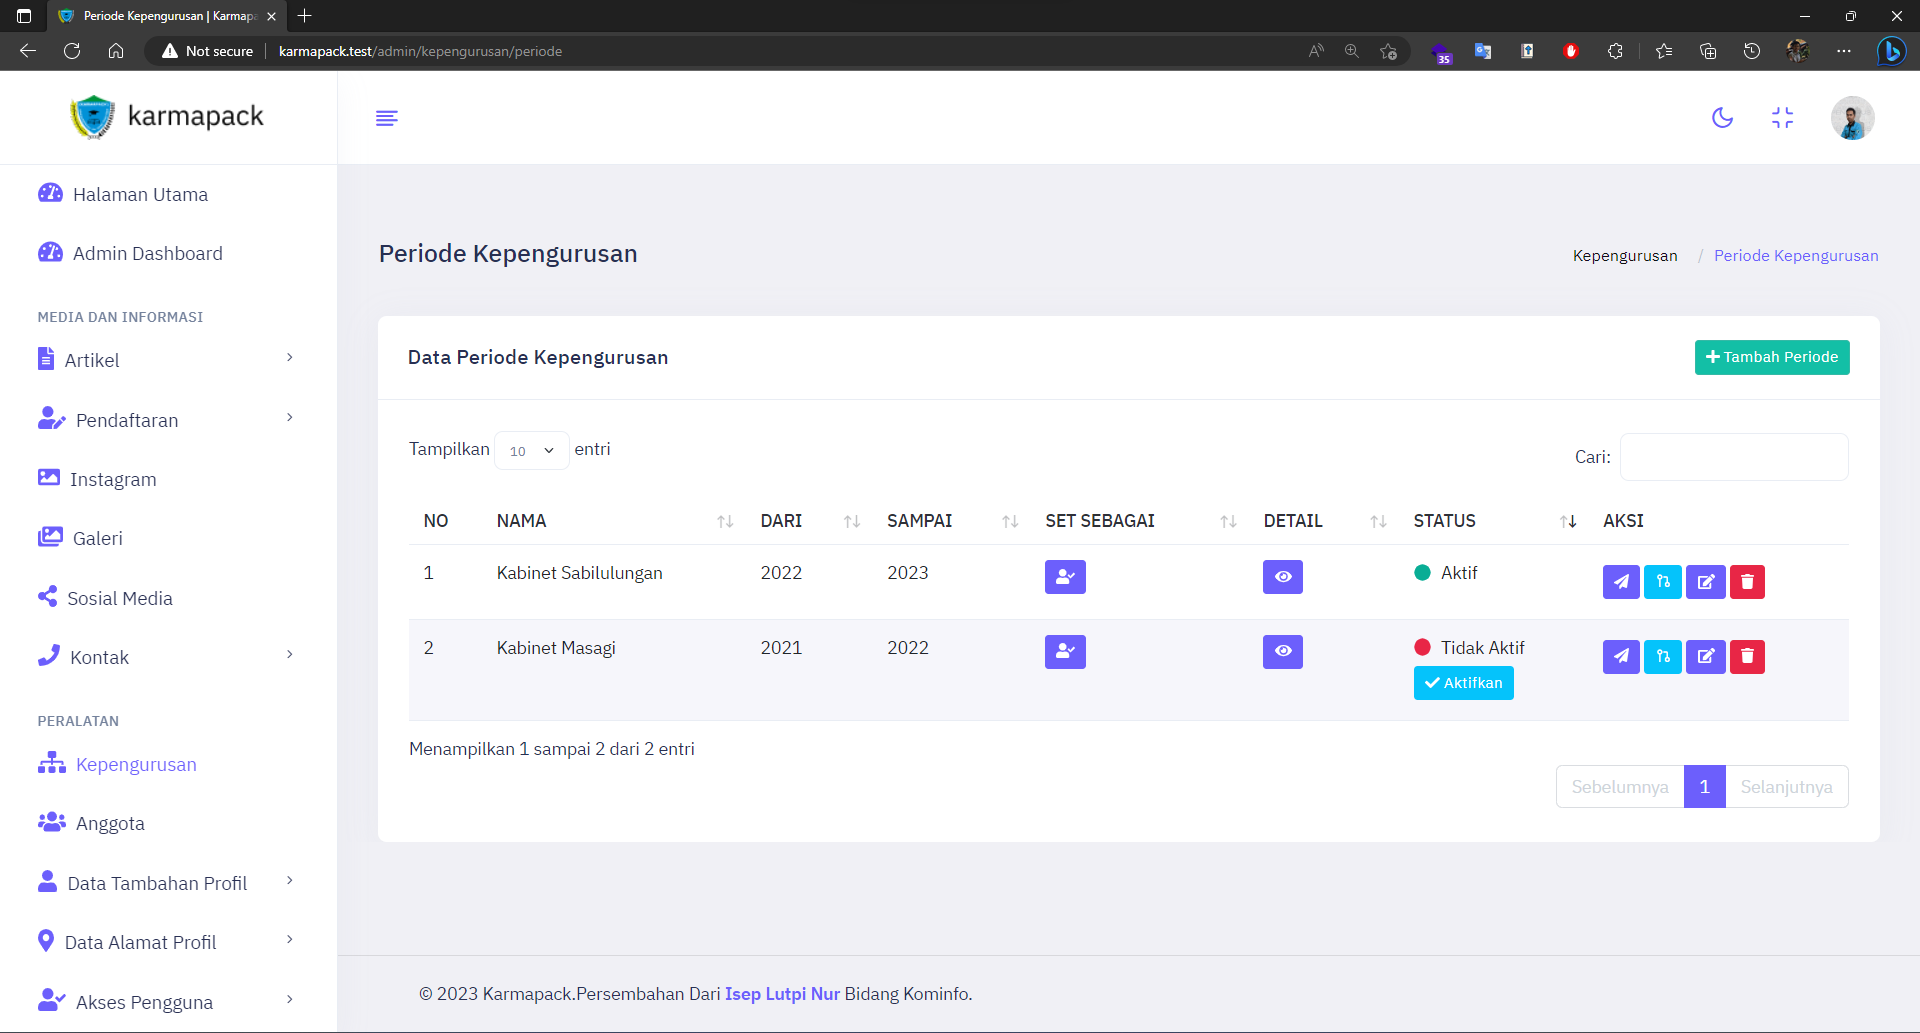 Periode Kepengurusan | Karmapa
Not secure karmapack.test/admin/kepengurusan/periode
35
karmapack
Halaman Utama
Admin Dashboard
MEDIA DAN INFORMASI
Artikel
Pendaftaran
Instagram
Galeri
Sosial Media
Kontak
PERALATAN
Kepengurusan
Anggota
Data Tambahan Profil
Data Alamat Profil
Akses Pengguna
Periode Kepengurusan
Kepengurusan / Periode Kepengurusan
Data Periode Kepengurusan
Tambah Periode
Tampilkan 10 entri
Cari:
NO NAMA DARI SAMPAI SET SEBAGAI DETAIL STATUS AKSI
1 Kabinet Sabilulungan 2022 2023 Aktif
2 Kabinet Masagi 2021 2022 Tidak Aktif
Aktifkan
Menampilkan 1 sampai 2 dari 2 entri
Sebelumnya 1 Selanjutnya
© 2023 Karmapack.Persembahan Dari Isep Lutpi Nur Bidang Kominfo.